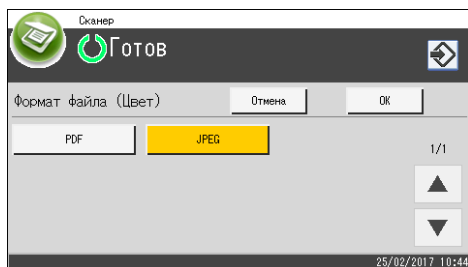 Сканер
Готов
Формат файла (Цвет) Отмена OK
PDF JPEG
1/1
25/02/2017 10:44